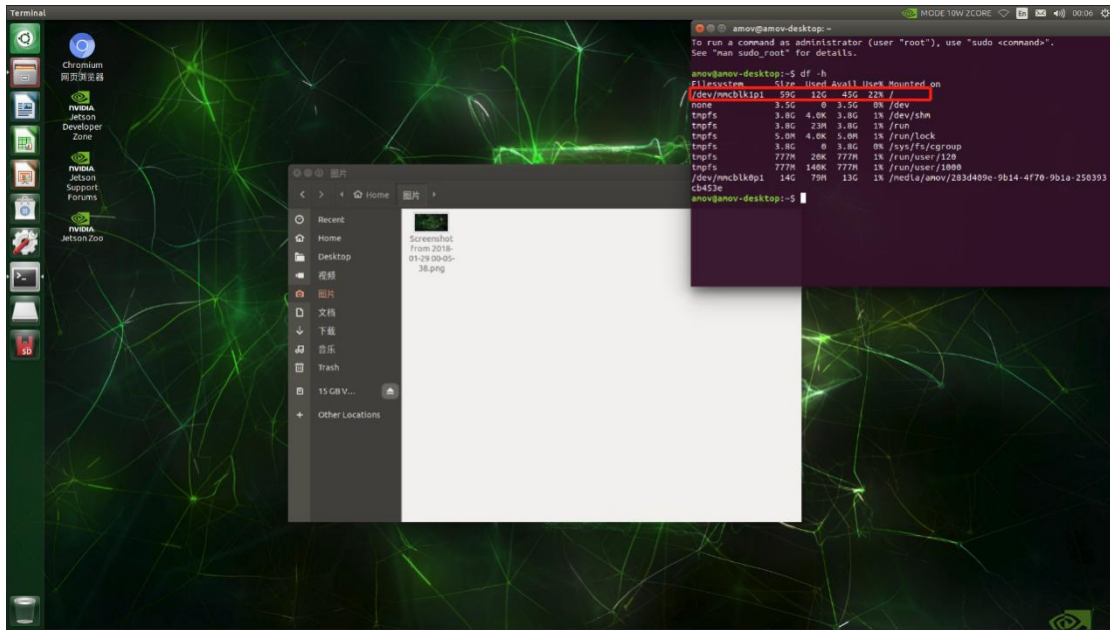 Terminal
MODE 10W 2CORE
En
00:06
Chromium
网页浏览器
NVIDIA
Jetson
Developer
Zone
NVIDIA
Jetson
Support
Forums
NVIDIA
Jetson Zoo
sb
图片
Home
图片
Recent
Home
Desktop
视频
图片
文档
下载
音乐
Trash
15 GB V...
Other Locations
Screenshot
from 2018-
01-29 00-05-
38.png
amov@amov-desktop: ~
To run a command as administrator (user "root"), use "sudo <command>".
See "man sudo_root" for details.
amov@amov-desktop:~$ df -h
Filesystem Size Used Avail Use% Mounted on
/dev/mmcblk1p1 59G 12G 45G 22% /
none 3.5G 0 3.5G 0% /dev
tmpfs 3.8G 4.0K 3.8G 1% /dev/shm
tmpfs 3.8G 23M 3.8G 1% /run
tmpfs 5.0M 4.0K 5.0M 1% /run/lock
tmpfs 3.8G 0 3.8G 0% /sys/fs/cgroup
tmpfs 777M 20K 777M 1% /run/user/120
tmpfs 777M 140K 777M 1% /run/user/1000
/dev/mmcblk0p1 14G 79M 13G 1% /media/amov/283d409e-9b14-4f70-9b1a-250393
cb453e
amov@amov-desktop:~$